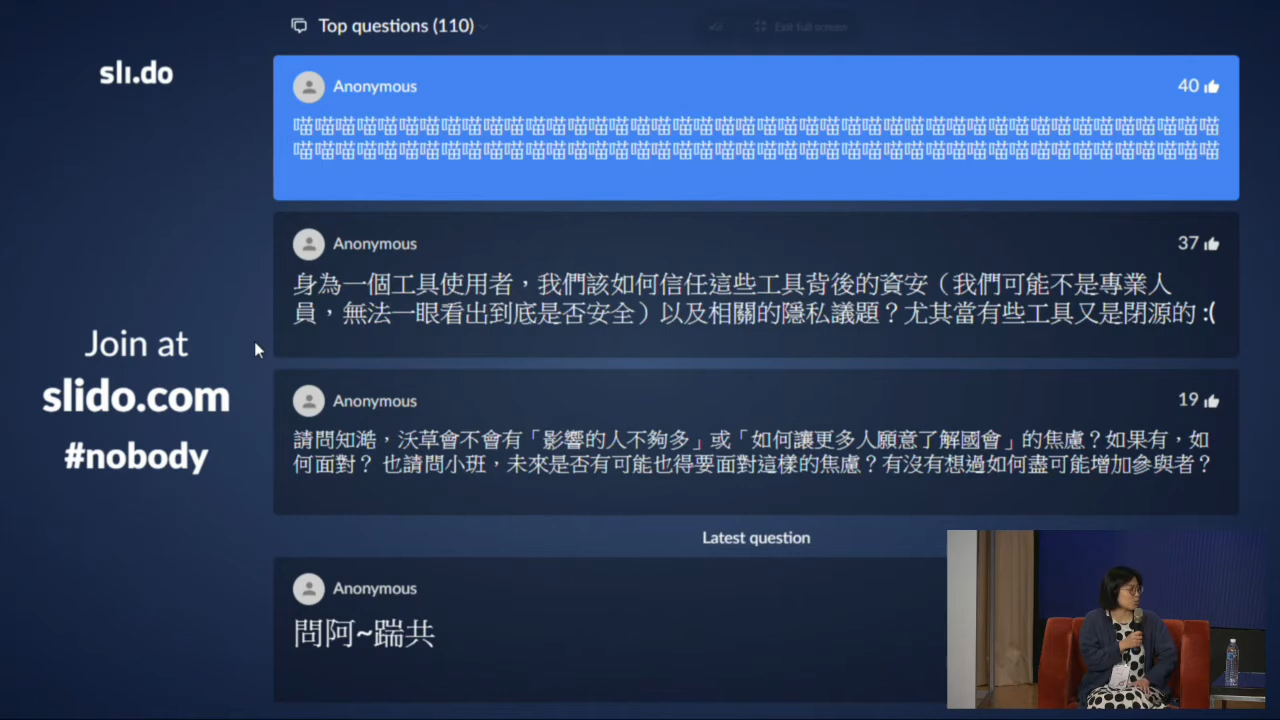 Top questions (110)
Exit full screen
sli.do
Anonymous
40
喵喵喵喵喵喵喵喵喵喵喵喵喵喵喵喵喵喵喵喵喵喵喵喵喵喵喵喵喵喵喵喵喵喵喵喵喵喵喵喵喵喵喵喵
喵喵喵喵喵喵喵喵喵喵喵喵喵喵喵喵喵喵喵喵喵喵喵喵喵喵喵喵喵喵喵喵喵喵喵喵喵喵喵喵喵喵喵喵
Anonymous
37
身為一個工具使用者，我們該如何信任這些工具背後的資安（我們可能不是專業人
員，無法一眼看出到底是否安全）以及相關的隱私議題？尤其當有些工具又是閉源的 :(
Join at
slido.com
#nobody
Anonymous
19
請問知澔，沃草會不會有「影響的人不夠多」或「如何讓更多人願意了解國會」的焦慮？如果有，如
何面對？ 也請問小班，未來是否有可能也得要面對這樣的焦慮？有沒有想過如何盡可能增加參與者？
Latest question
Anonymous
問阿~踹共